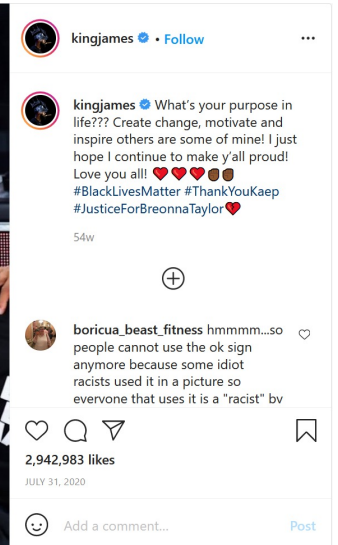 kingjames • Follow
kingjames What's your purpose in
life??? Create change, motivate and
inspire others are some of mine! I just
hope I continue to make y'all proud!
Love you all! ❤️❤️❤️✊🏾✊🏾
#BlackLivesMatter #ThankYouKaep
#JusticeForBreonnaTaylor💔
54w
boricua_beast_fitness hmmmm...so
people cannot use the ok sign
anymore because some idiot
racists used it in a picture so
everyone that uses it is a "racist" by
2,942,983 likes
JULY 31, 2020
Add a comment...
Post